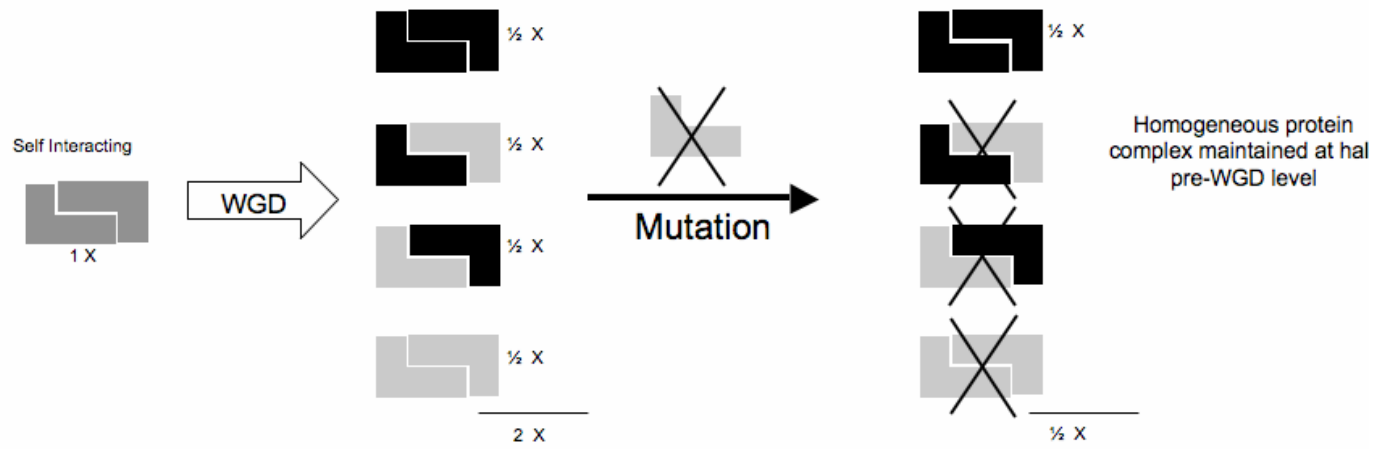 Self Interacting
1 X
WGD
½ X
½ X
½ X
½ X
2 X
Mutation
½ X
½ X
Homogeneous protein
complex maintained at hal
pre-WGD level